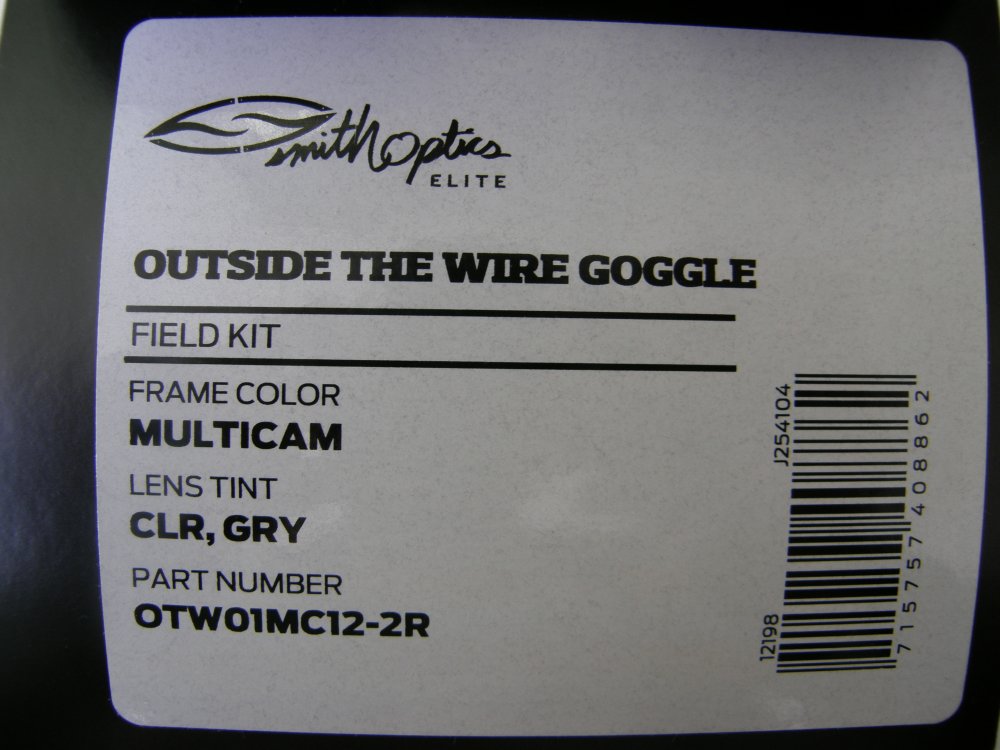 smith Optics
ELITE
OUTSIDE THE WIRE GOGGLE
FIELD KIT
FRAME COLOR
MULTICAM
LENS TINT
CLR, GRY
PART NUMBER
OTW01MC12-2R
J254104
12198
715757408862